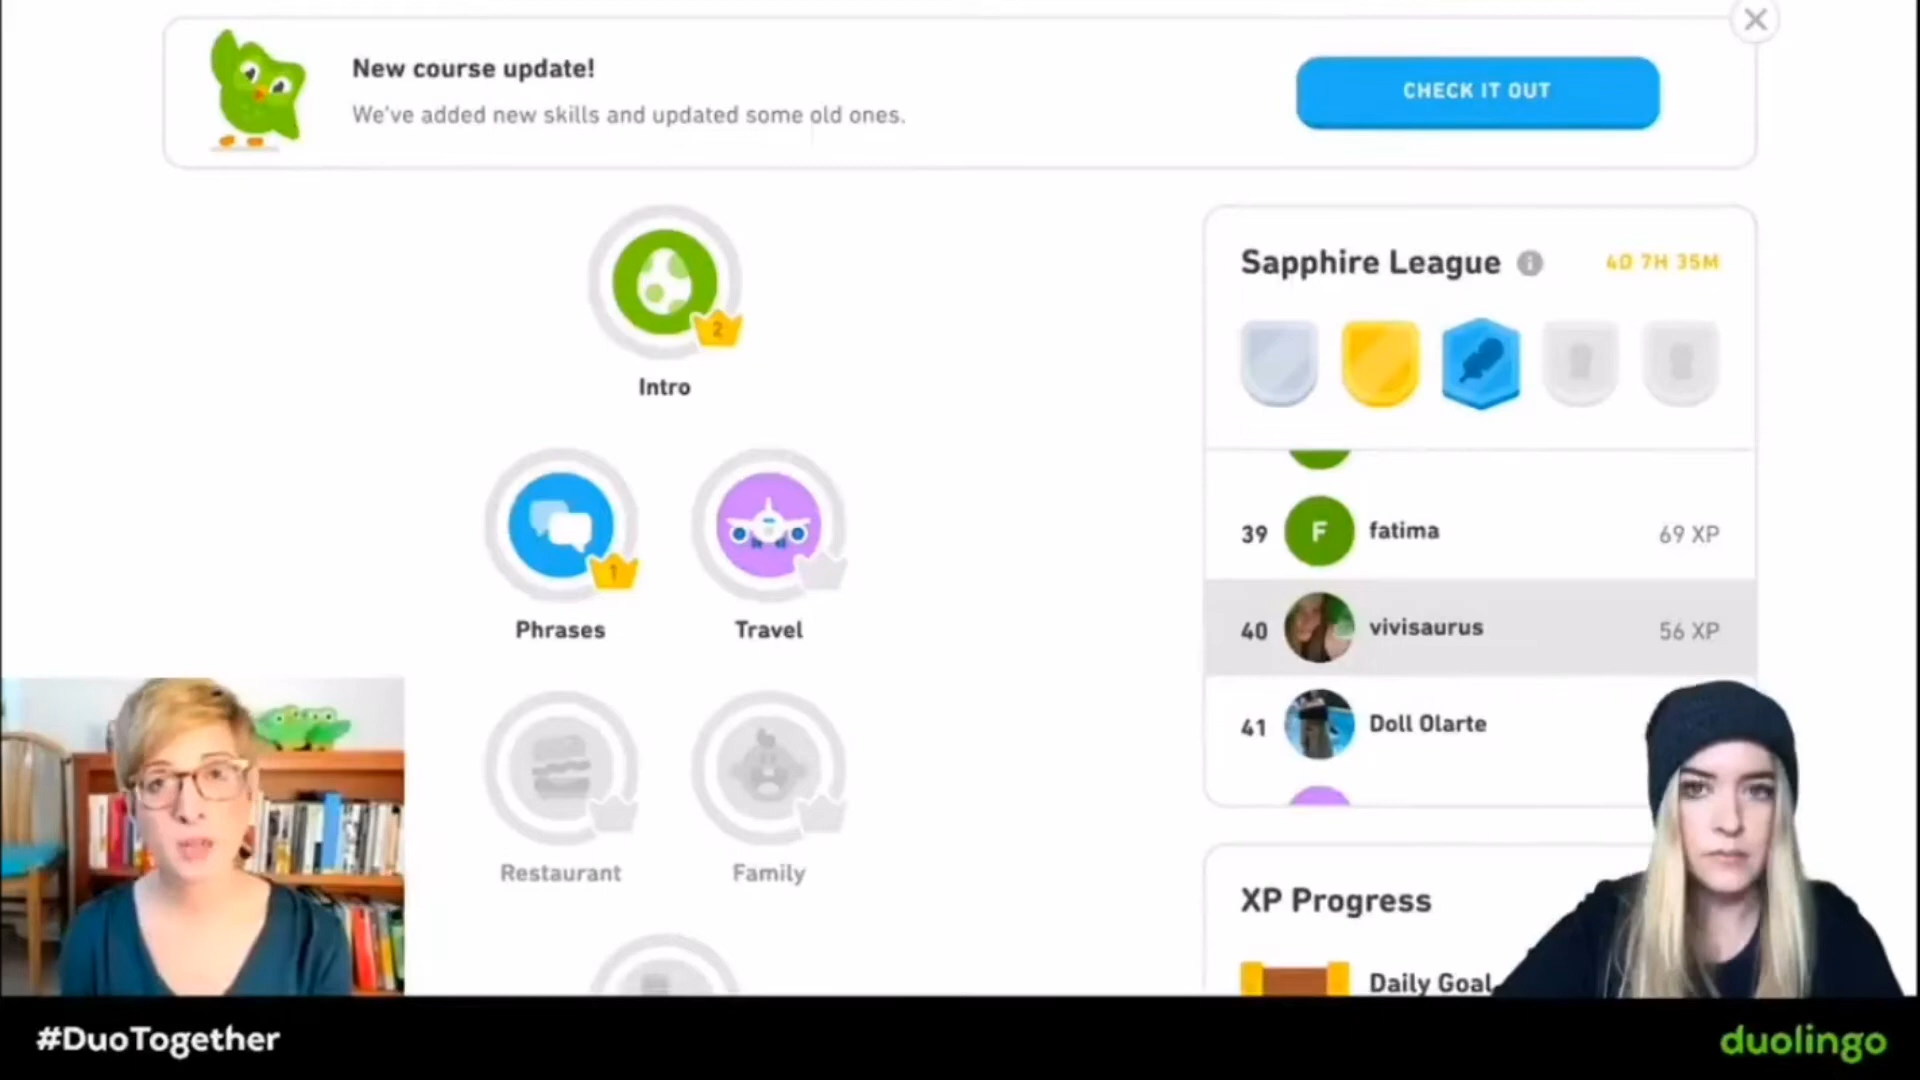 New course update!
We've added new skills and updated some old ones.
CHECK IT OUT
2
Intro
1
Phrases
Travel
Restaurant
Family
Sapphire League
4D 7H 35M
39 F fatima 69 XP
40 vivisaurus 56 XP
41 Doll Olarte
XP Progress
Daily Goal
#DuoTogether
duolingo